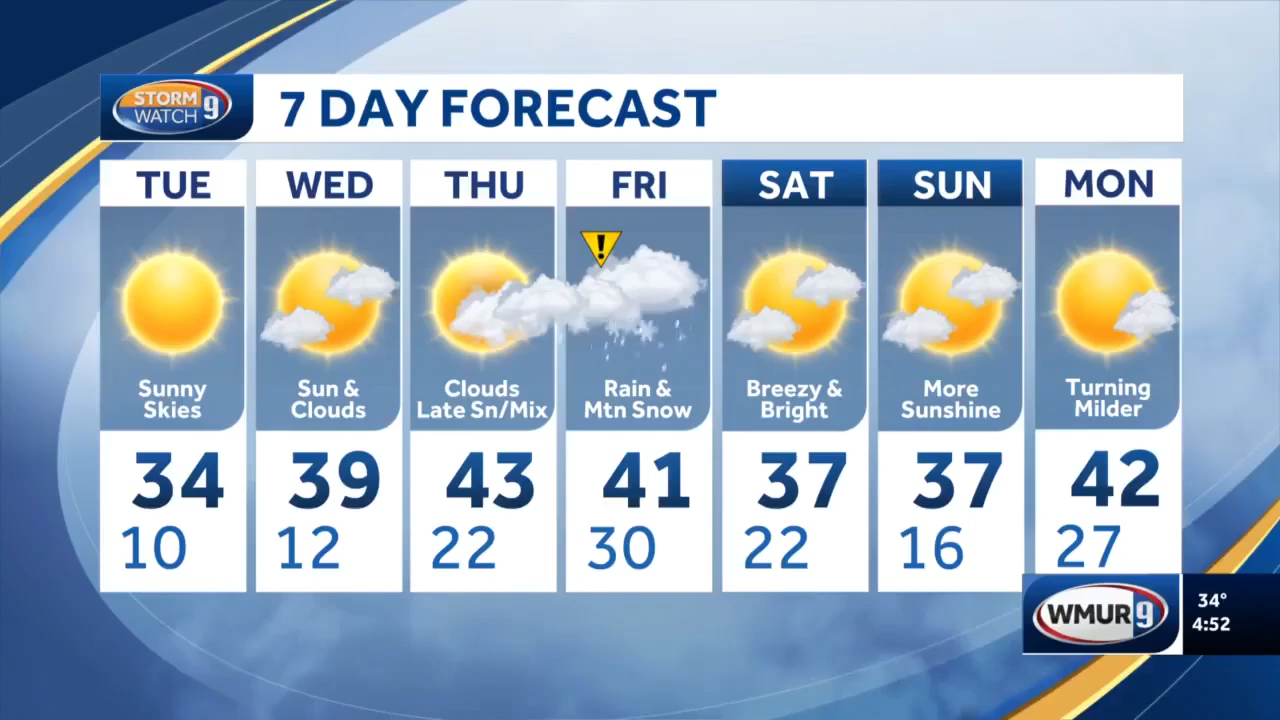 STORM
WATCH 9
7 DAY FORECAST
TUE WED THU FRI SAT SUN MON
!
Sunny
Skies
Sun &
Clouds
Clouds
Late Sn/Mix
Rain &
Mtn Snow
Breezy &
Bright
More
Sunshine
Turning
Milder
34 39 43 41 37 37 42
10 12 22 30 22 16 27
WMUR 9
34°
4:52